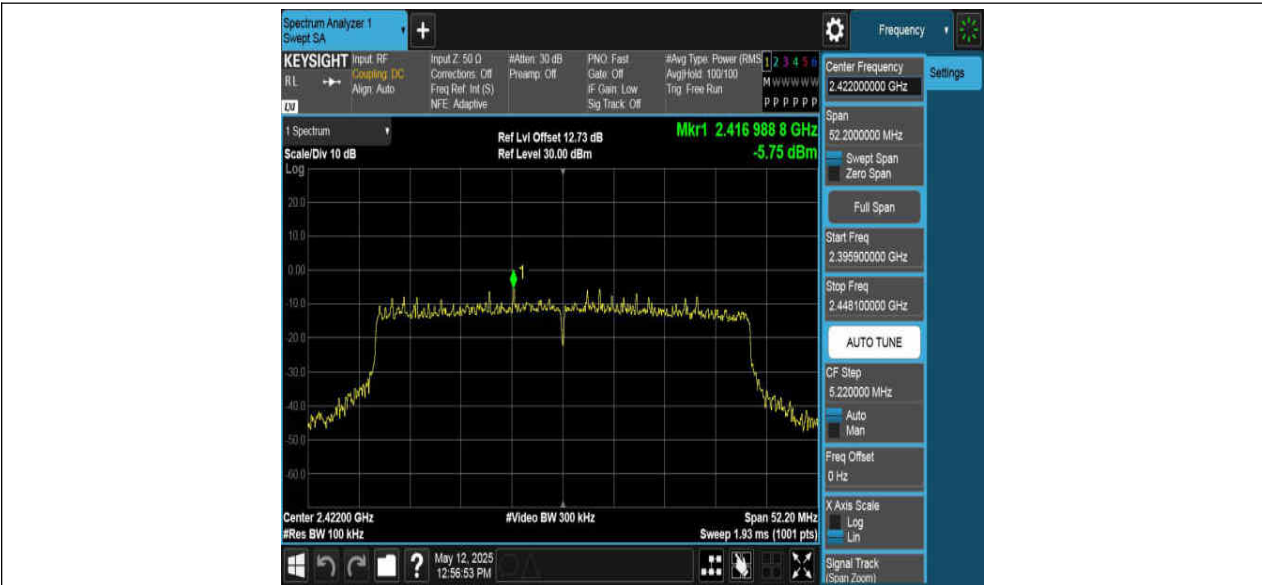 Spectrum Analyzer 1
Swept SA
+
Frequency
KEYSIGHT
RL
LXI
Input: RF
Coupling: DC
Align: Auto
Input Z: 50 Ω
Corrections: Off
Freq Ref: Int (S)
NFE: Adaptive
#Atten: 30 dB
Preamp: Off
PNO: Fast
Gate: Off
IF Gain: Low
Sig Track: Off
#Avg Type: Power (RMS
Avg|Hold: 100/100
Trig: Free Run
1 2 3 4 5 6
M W W W W W
P P P P P P
Center Frequency
2.422000000 GHz
Settings
Span
52.2000000 MHz
Swept Span
Zero Span
Full Span
Start Freq
2.395900000 GHz
Stop Freq
2.448100000 GHz
AUTO TUNE
CF Step
5.220000 MHz
Auto
Man
Freq Offset
0 Hz
X Axis Scale
Log
Lin
Signal Track
(Span Zoom)
1 Spectrum
Scale/Div 10 dB
Ref Lvl Offset 12.73 dB
Ref Level 30.00 dBm
Mkr1 2.416 988 8 GHz
-5.75 dBm
Log
20.0
10.0
0.00
-10.0
-20.0
-30.0
-40.0
-50.0
-60.0
1
Center 2.42200 GHz
#Res BW 100 kHz
#Video BW 300 kHz
Span 52.20 MHz
Sweep 1.93 ms (1001 pts)
?
May 12, 2025
12:56:53 PM